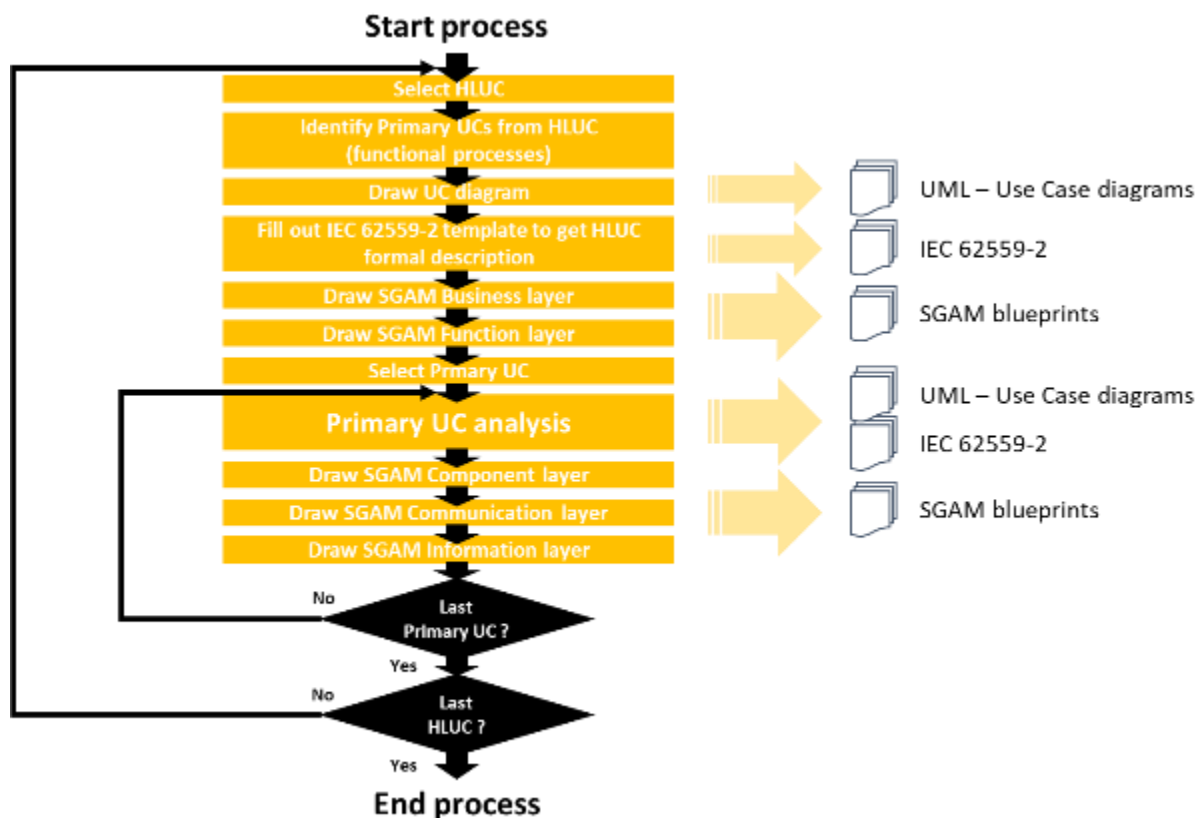 Start process
Select HLUC
Identify Primary UCs from HLUC
(functional processes)
Draw UC diagram
UML – Use Case diagrams
Fill out IEC 62559-2 template to get HLUC
formal description
IEC 62559-2
Draw SGAM Business layer
SGAM blueprints
Draw SGAM Function layer
Select Prmary UC
Primary UC analysis
UML – Use Case diagrams
IEC 62559-2
Draw SGAM Component layer
Draw SGAM Communication layer
SGAM blueprints
Draw SGAM Information layer
No
Last
Primary UC ?
Yes
No
Last
HLUC ?
Yes
End process